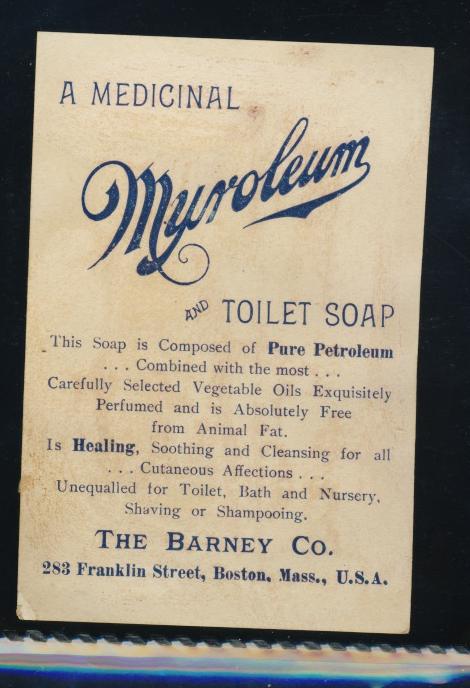 A MEDICINAL
Myroleum
AND TOILET SOAP
This Soap is Composed of Pure Petroleum
. . . Combined with the most . . .
Carefully Selected Vegetable Oils Exquisitely
Perfumed and is Absolutely Free
from Animal Fat.
Is Healing, Soothing and Cleansing for all
. . . Cutaneous Affections . . .
Unequalled for Toilet, Bath and Nursery,
Shaving or Shampooing.
THE BARNEY CO.
283 Franklin Street, Boston, Mass., U.S.A.